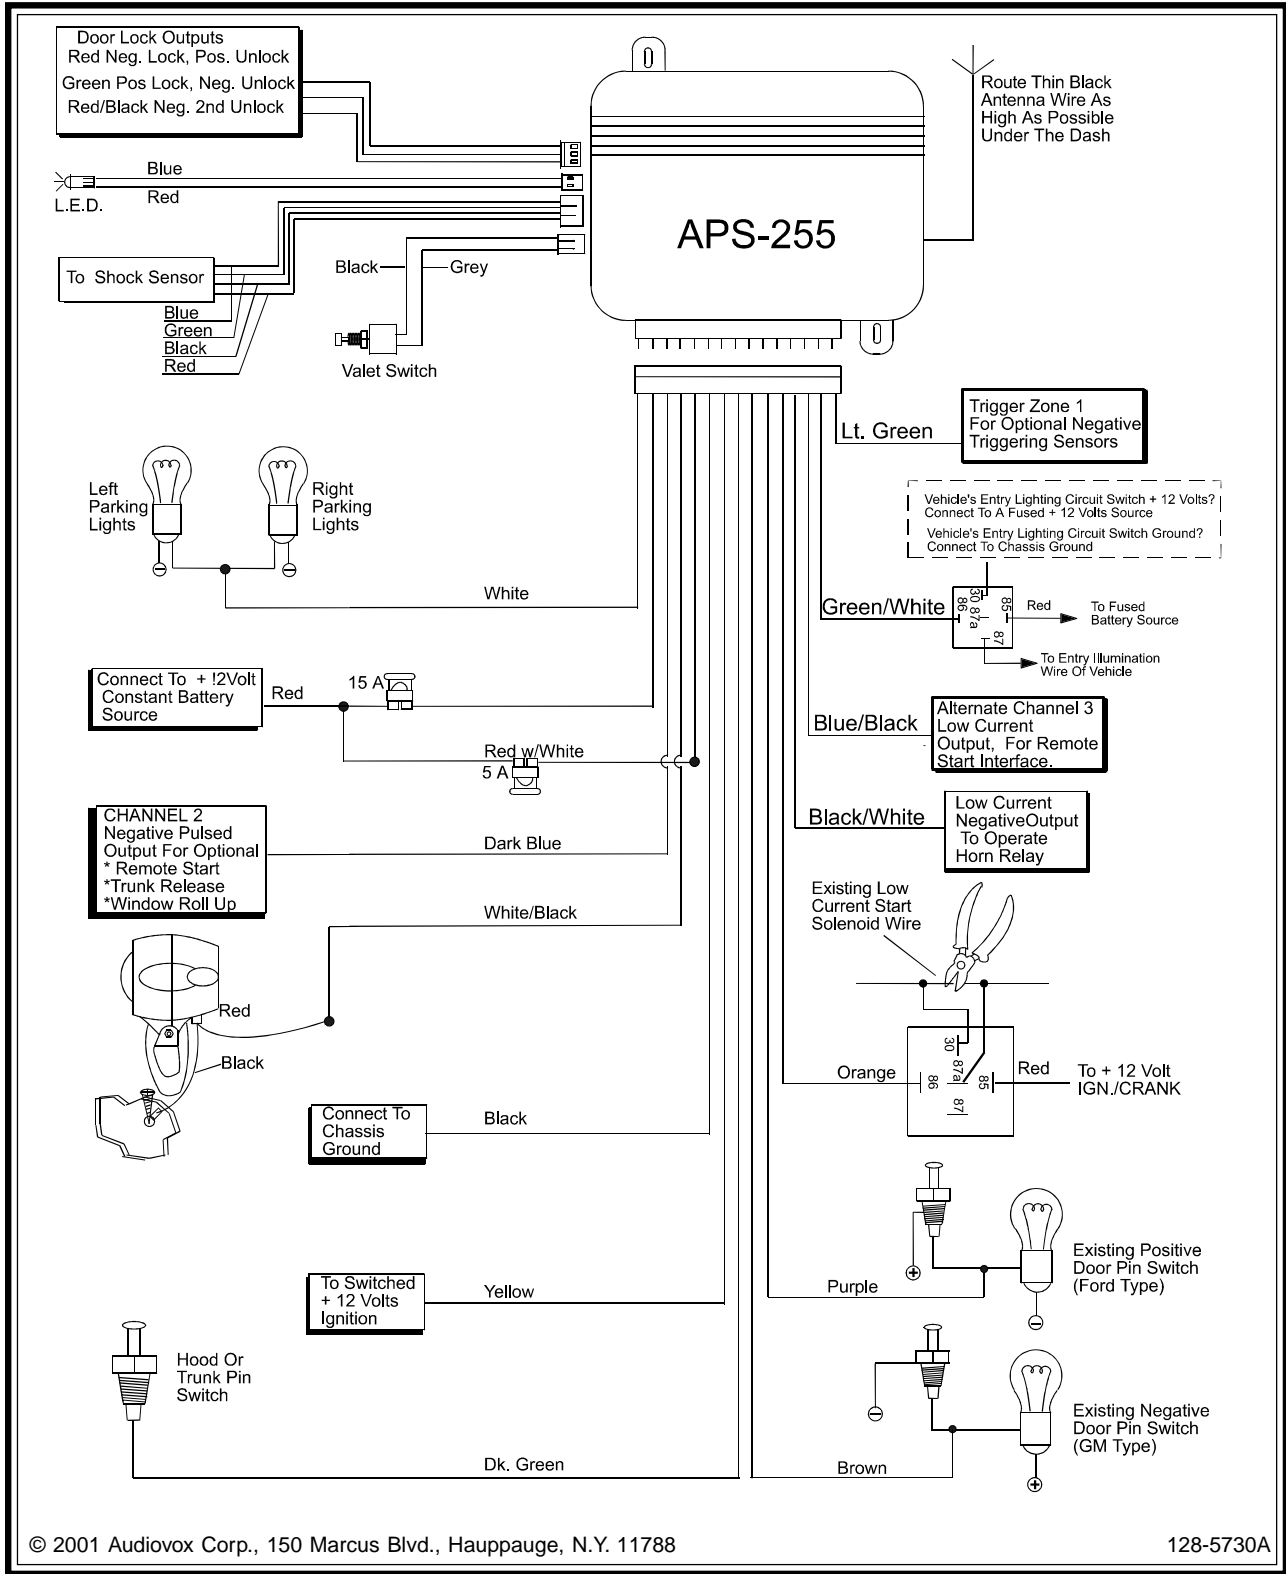 Door Lock Outputs
Red Neg. Lock, Pos. Unlock
Green Pos Lock, Neg. Unlock
Red/Black Neg. 2nd Unlock
Route Thin Black
Antenna Wire As
High As Possible
Under The Dash
Blue
Red
L.E.D.
APS-255
To Shock Sensor
Blue
Green
Black
Red
Black
Grey
Valet Switch
Lt. Green
Trigger Zone 1
For Optional Negative
Triggering Sensors
Left
Parking
Lights
Right
Parking
Lights
White
Vehicle's Entry Lighting Circuit Switch + 12 Volts?
Connect To A Fused + 12 Volts Source
Vehicle's Entry Lighting Circuit Switch Ground?
Connect To Chassis Ground
Green/White
86
30
87a
85
87
Red
To Fused
Battery Source
To Entry Illumination
Wire Of Vehicle
Connect To + !2Volt
Constant Battery
Source
Red
15 A
Red w/White
5 A
Blue/Black
Alternate Channel 3
Low Current
Output, For Remote
Start Interface.
CHANNEL 2
Negative Pulsed
Output For Optional
* Remote Start
*Trunk Release
*Window Roll Up
Dark Blue
Black/White
Low Current
NegativeOutput
To Operate
Horn Relay
White/Black
Red
Black
Existing Low
Current Start
Solenoid Wire
Orange
86
30
87a
85
87
Red
To + 12 Volt
IGN./CRANK
Connect To
Chassis
Ground
Black
To Switched
+ 12 Volts
Ignition
Yellow
Purple
Existing Positive
Door Pin Switch
(Ford Type)
Hood Or
Trunk Pin
Switch
Dk. Green
Brown
Existing Negative
Door Pin Switch
(GM Type)
© 2001 Audiovox Corp., 150 Marcus Blvd., Hauppauge, N.Y. 11788
128-5730A